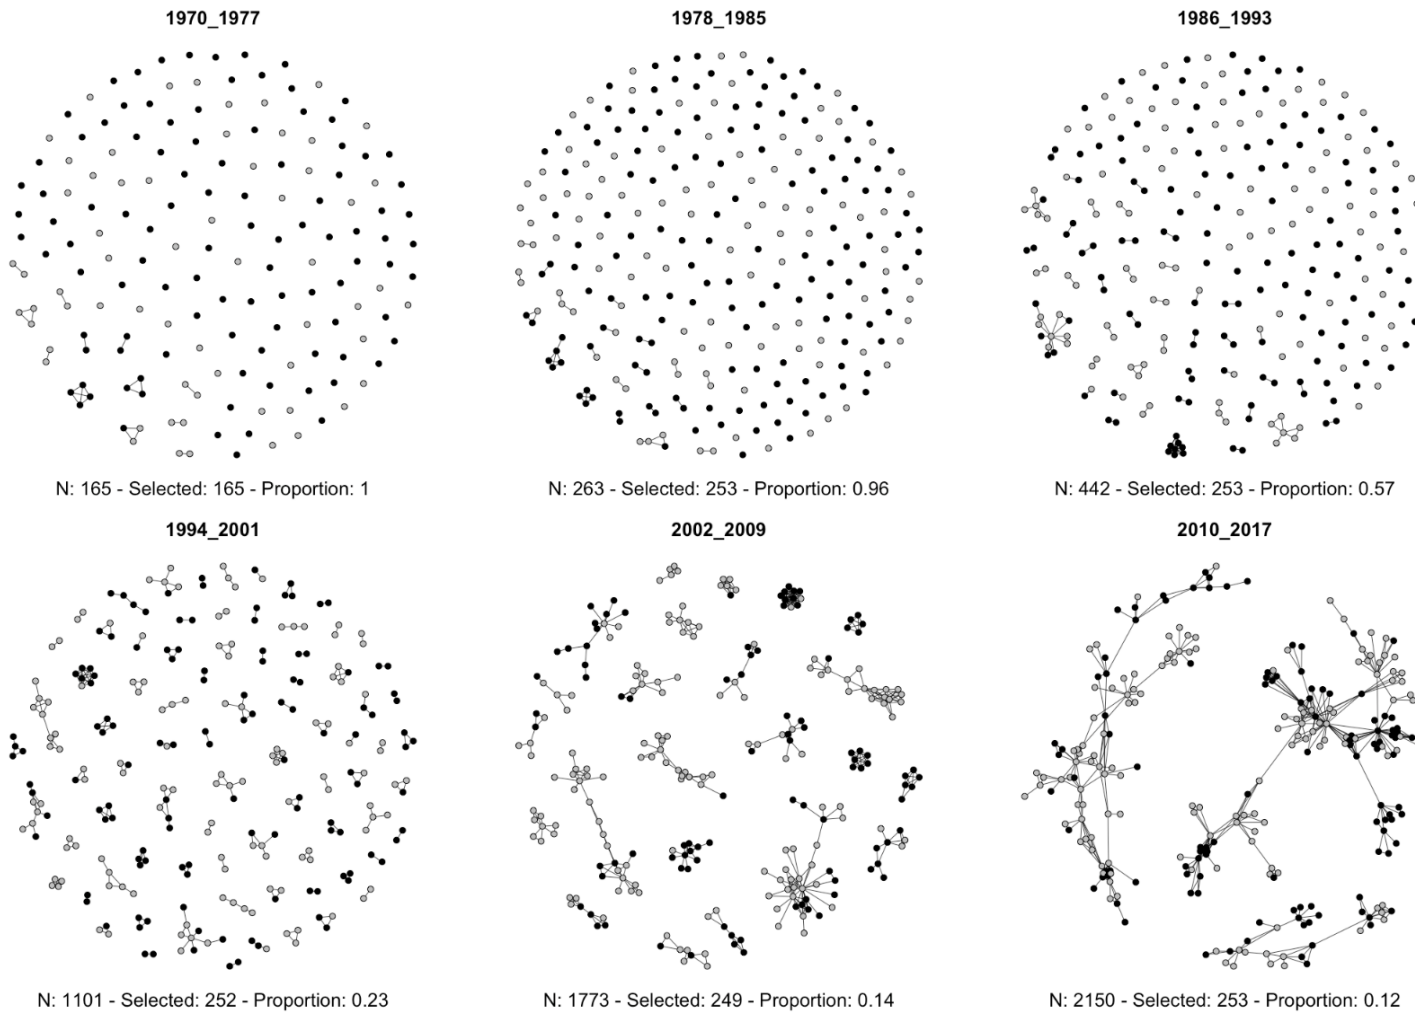 1970_1977
1978_1985
1986_1993
N: 165 - Selected: 165 - Proportion: 1
N: 263 - Selected: 253 - Proportion: 0.96
N: 442 - Selected: 253 - Proportion: 0.57
1994_2001
2002_2009
2010_2017
N: 1101 - Selected: 252 - Proportion: 0.23
N: 1773 - Selected: 249 - Proportion: 0.14
N: 2150 - Selected: 253 - Proportion: 0.12